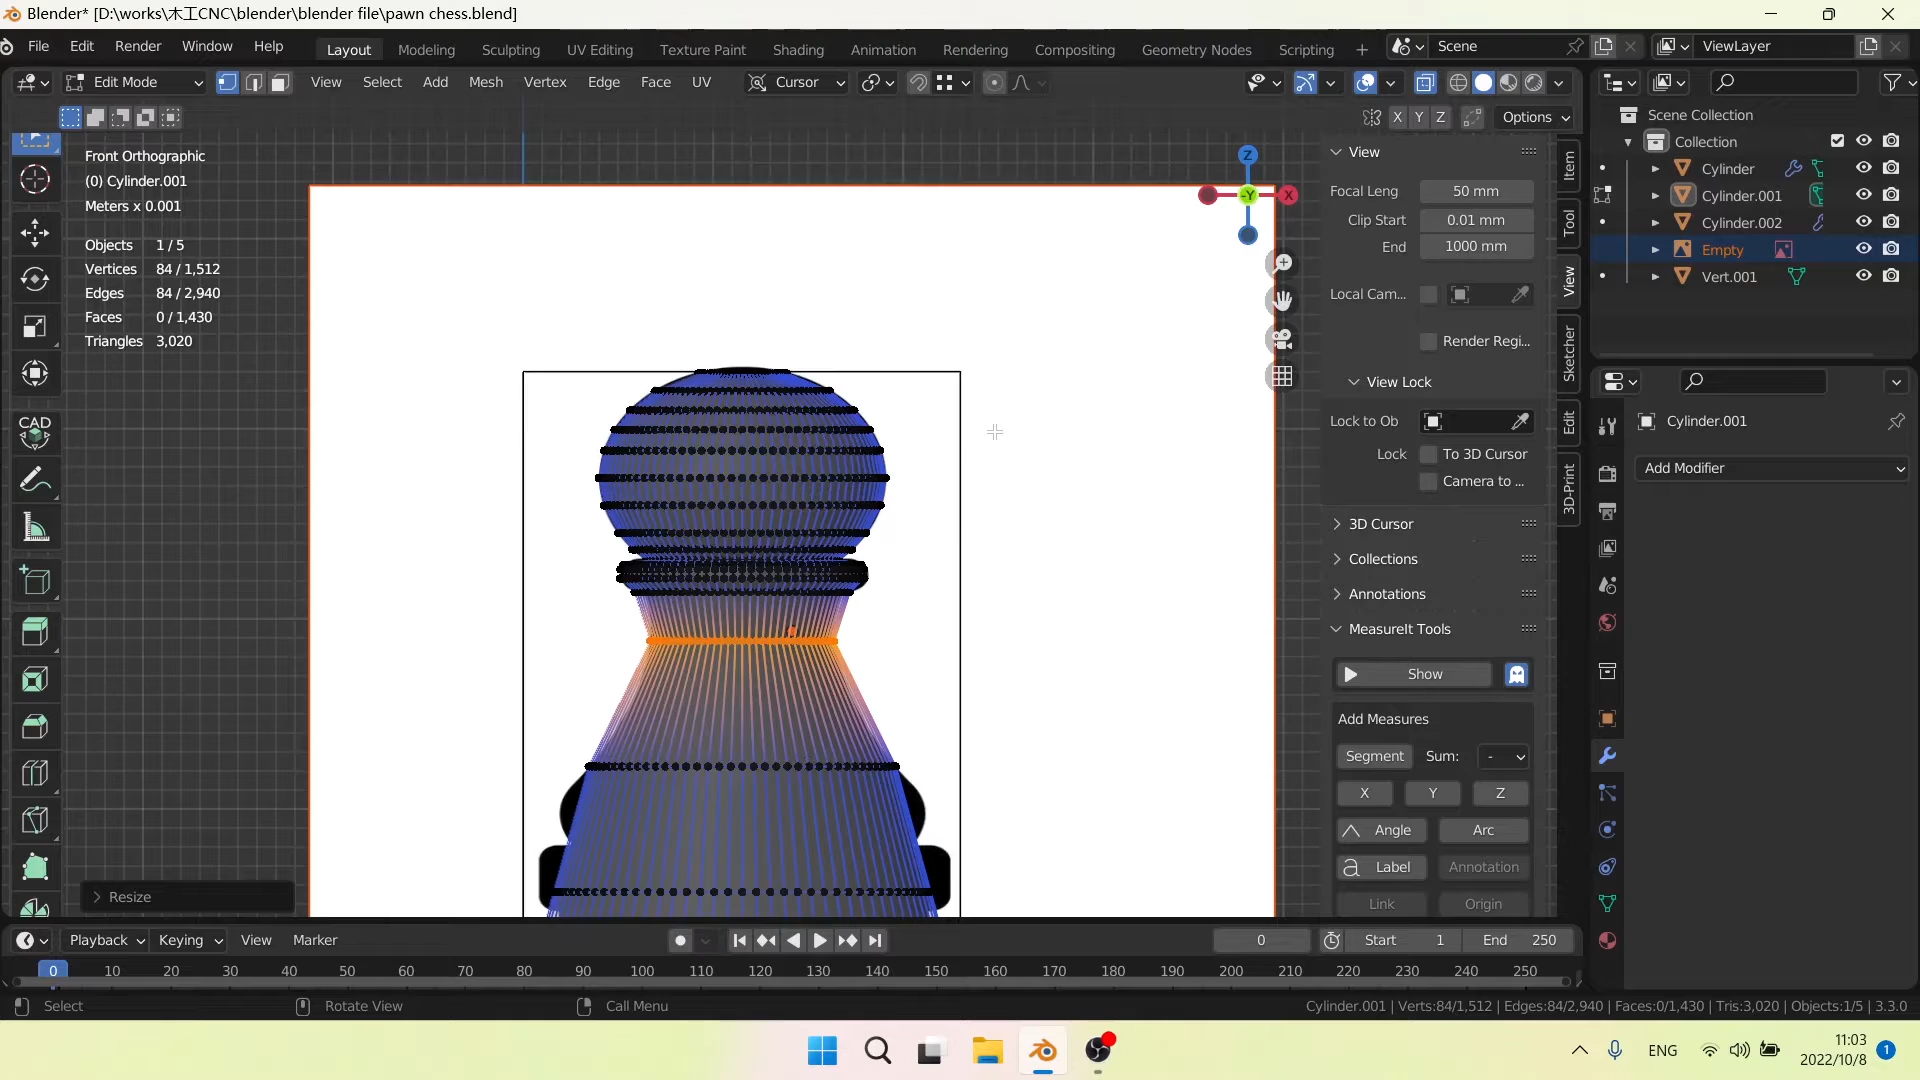 Blender* [D:\works\木工CNC\blender\blender file\pawn chess.blend]
File Edit Render Window Help Layout Modeling Sculpting UV Editing Texture Paint Shading Animation Rendering Compositing Geometry Nodes Scripting + Scene ViewLayer
Edit Mode View Select Add Mesh Vertex Edge Face UV Cursor
X Y Z Options
Front Orthographic
(0) Cylinder.001
Meters x 0.001
Objects 1 / 5
Vertices 84 / 1,512
Edges 84 / 2,940
Faces 0 / 1,430
Triangles 3,020
CAD
Resize
Z
-Y X
View
Focal Leng 50 mm
Clip Start 0.01 mm
End 1000 mm
Local Cam...
Render Regi...
View Lock
Lock to Ob
Lock To 3D Cursor
Camera to ...
3D Cursor
Collections
Annotations
MeasureIt Tools
Show
Add Measures
Segment Sum: -
X Y Z
Angle Arc
a Label Annotation
Link Origin
Item
Tool
View
Sketcher
Edit
3D-Print
Scene Collection
Collection
Cylinder
Cylinder.001
Cylinder.002
Empty
Vert.001
Cylinder.001
Add Modifier
Playback Keying View Marker 0 Start 1 End 250
0 10 20 30 40 50 60 70 80 90 100 110 120 130 140 150 160 170 180 190 200 210 220 230 240 250
Select Rotate View Call Menu Cylinder.001 | Verts:84/1,512 | Edges:84/2,940 | Faces:0/1,430 | Tris:3,020 | Objects:1/5 | 3.3.0
ENG 11:03
2022/10/8 1